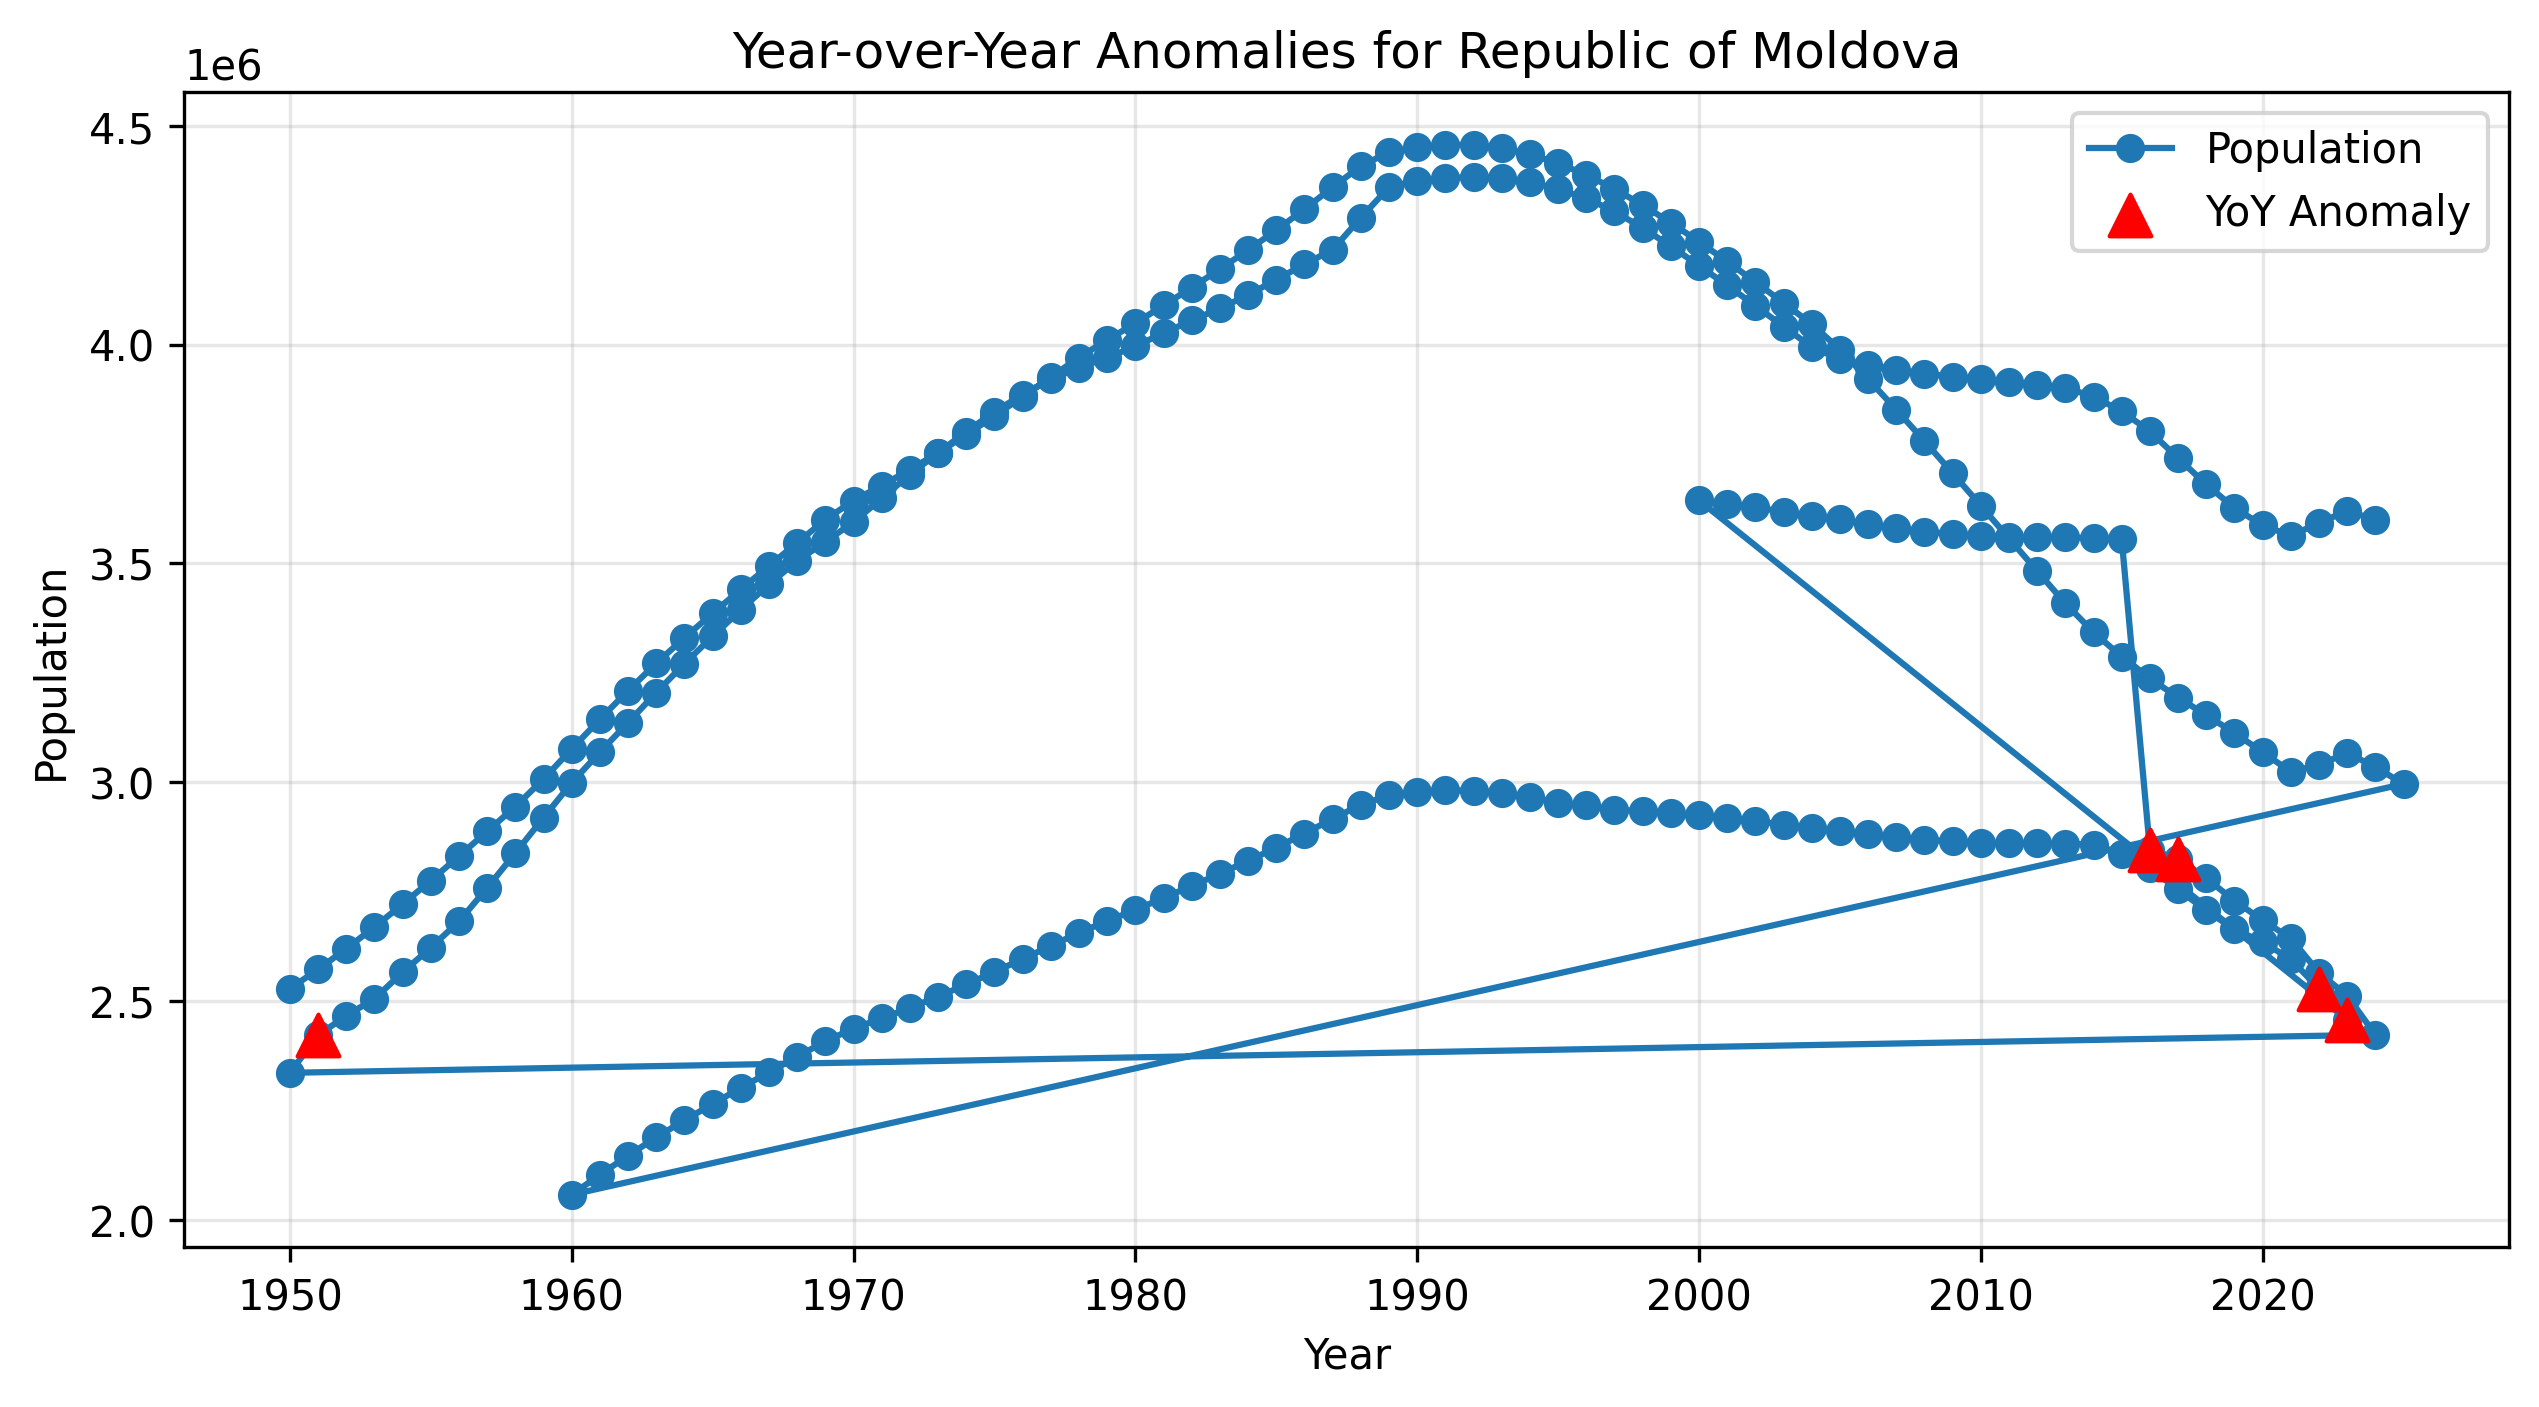 Year-over-Year Anomalies for Republic of Moldova
1e6
4.5
4.0
3.5
3.0
2.5
2.0
Population
Population
YoY Anomaly
1950
1960
1970
1980
1990
2000
2010
2020
Year